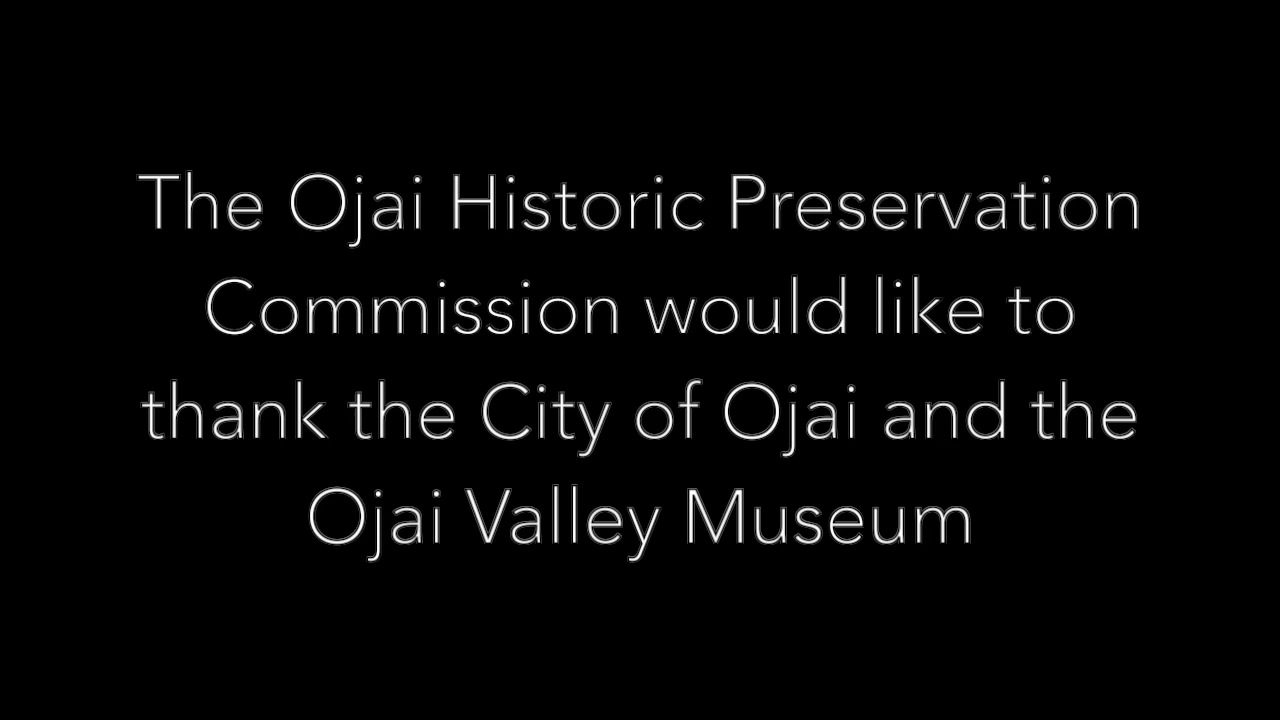 The Ojai Historic Preservation
Commission would like to
thank the City of Ojai and the
Ojai Valley Museum